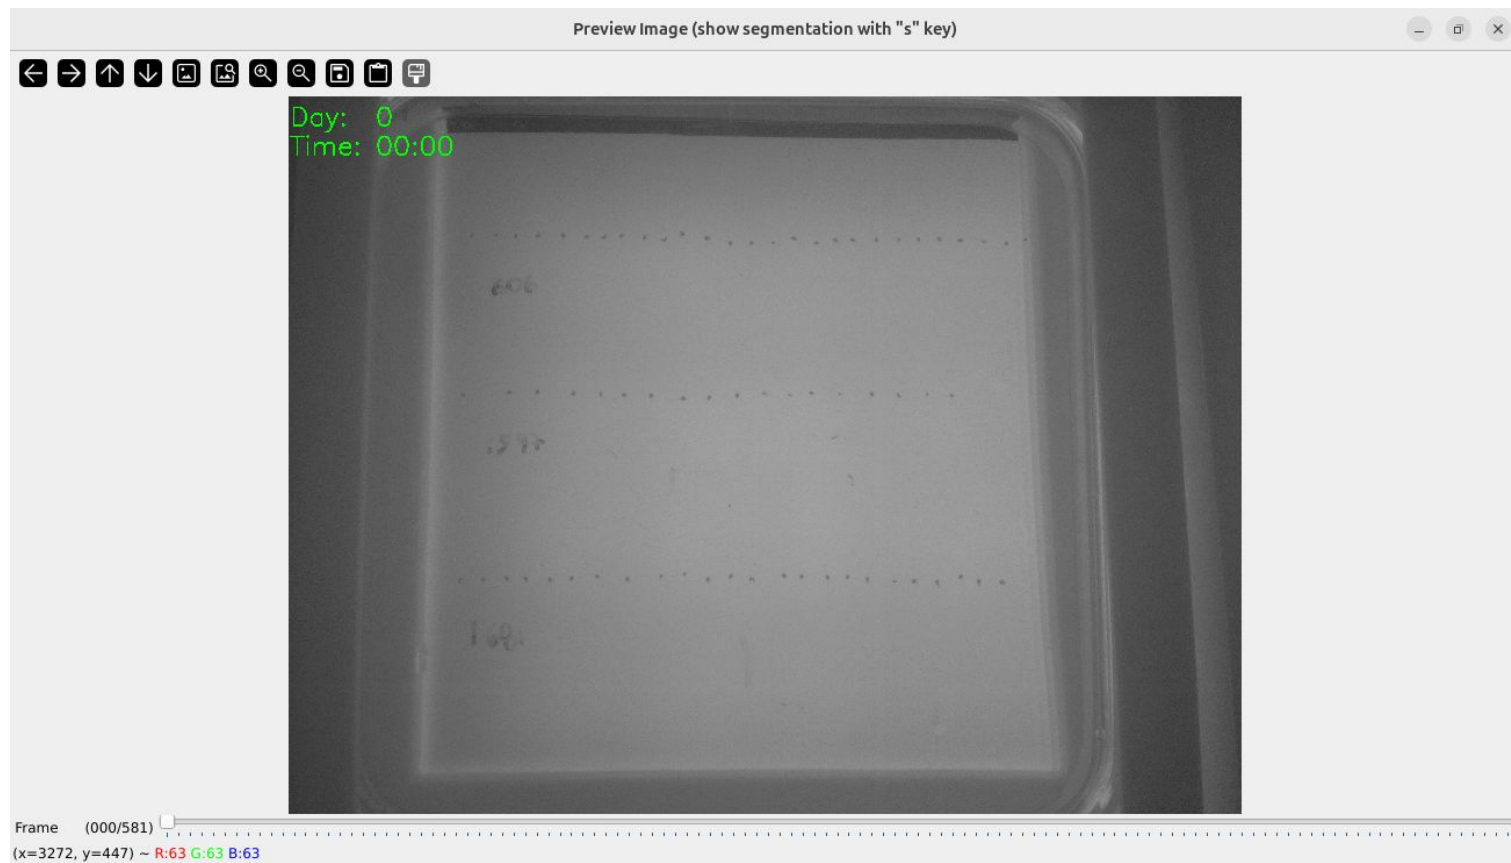 Preview Image (show segmentation with "s" key)
Day: 0
Time: 00:00
Frame (000/581)
(x=3272, y=447) ~ R:63 G:63 B:63